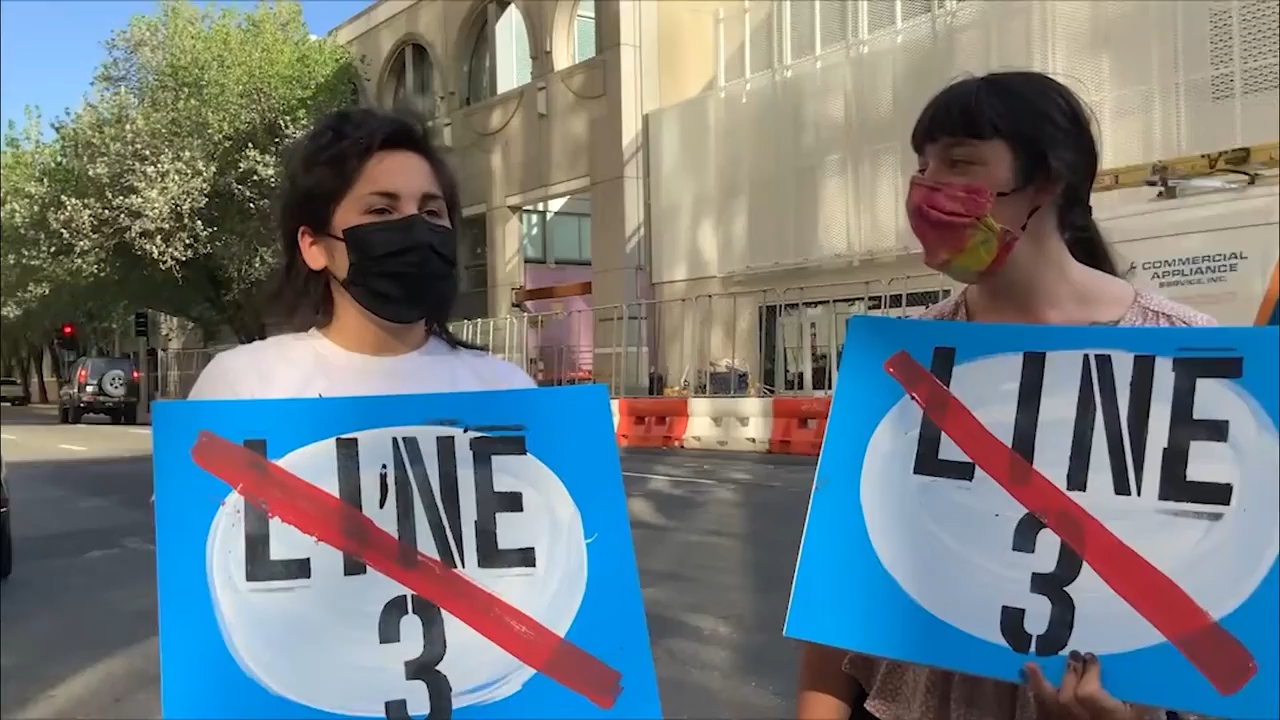 LINE
3
LINE
3
COMMERCIAL
APPLIANCE
SERVICE, INC.